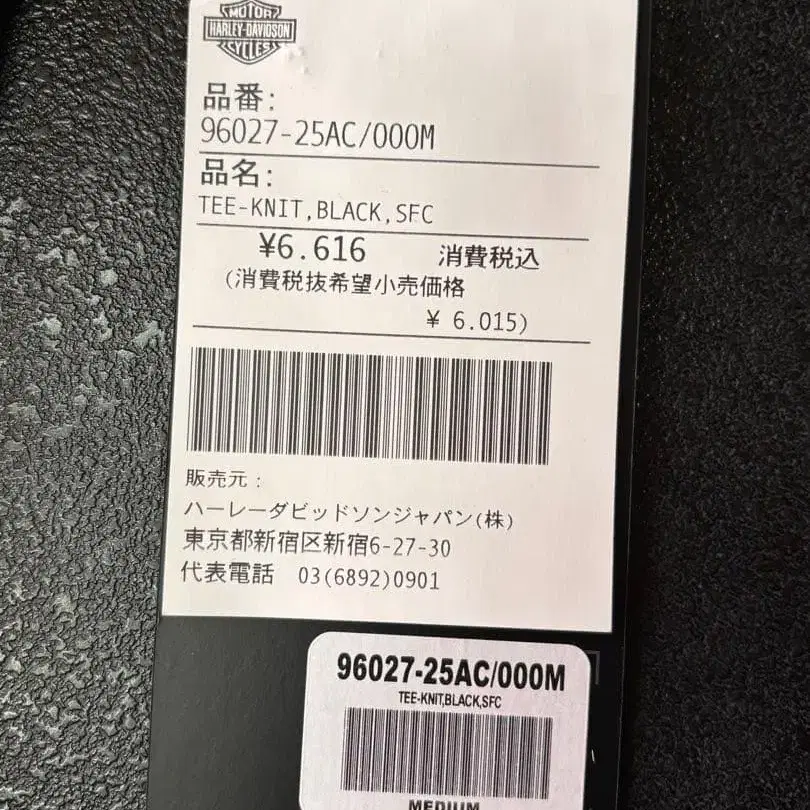 MOTOR
HARLEY-DAVIDSON
CYCLES
品番:
96027-25AC/000M
品名:
TEE-KNIT,BLACK,SFC
¥6.616 消費税込
(消費税抜希望小売価格
¥ 6.015)
販売元:
ハーレーダビッドソンジャパン(株)
東京都新宿区新宿6-27-30
代表電話 03(6892)0901
96027-25AC/000M
TEE-KNIT,BLACK,SFC
MEDIUM